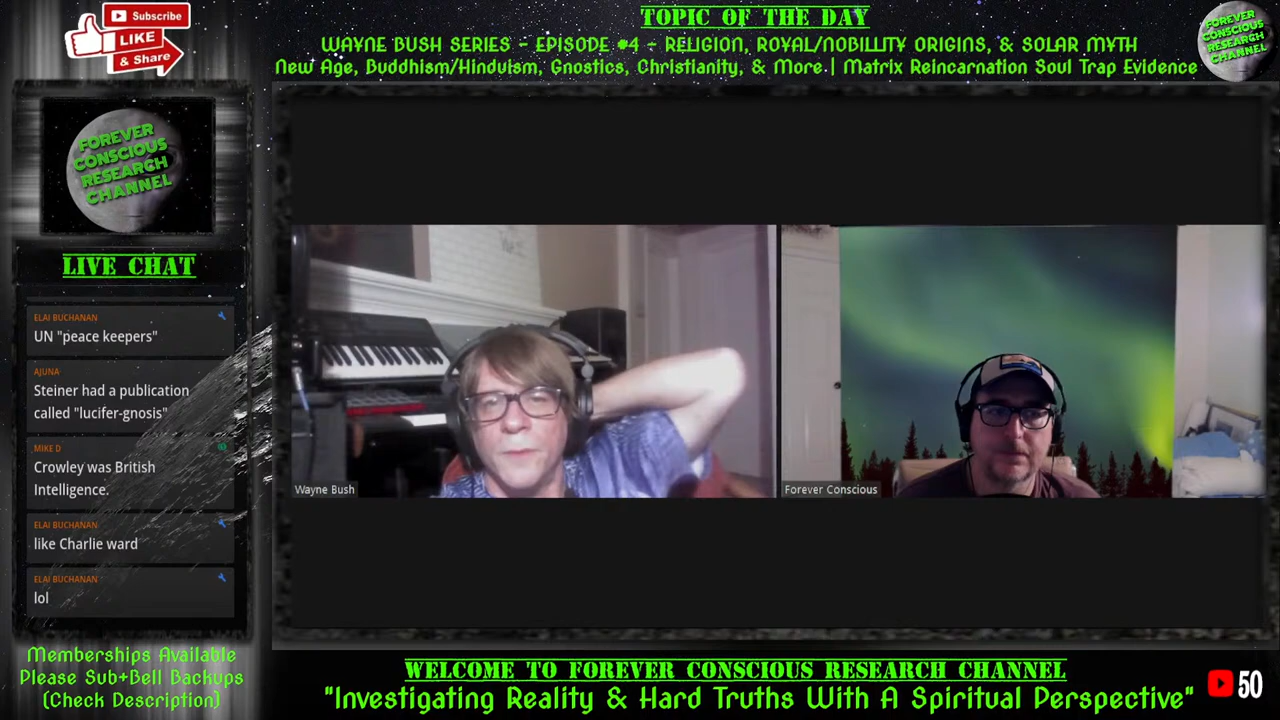 Subscribe
LIKE
& Share
TOPIC OF THE DAY
WAYNE BUSH SERIES - EPISODE #4 - RELIGION, ROYAL/NOBILLITY ORIGINS, & SOLAR MYTH
New Age, Buddhism/Hinduism, Gnostics, Christianity, & More | Matrix Reincarnation Soul Trap Evidence
FOREVER
CONSCIOUS
RESEARCH
CHANNEL
FOREVER
CONSCIOUS
RESEARCH
CHANNEL
LIVE CHAT
ELAI BUCHANAN
UN "peace keepers"
AJUNA
Steiner had a publication
called "lucifer-gnosis"
MIKE D
Crowley was British
Intelligence.
ELAI BUCHANAN
like Charlie ward
ELAI BUCHANAN
lol
Memberships Available
Please Sub+Bell Backups
(Check Description)
Wayne Bush
Forever Conscious
WELCOME TO FOREVER CONSCIOUS RESEARCH CHANNEL
"Investigating Reality & Hard Truths With A Spiritual Perspective"
50